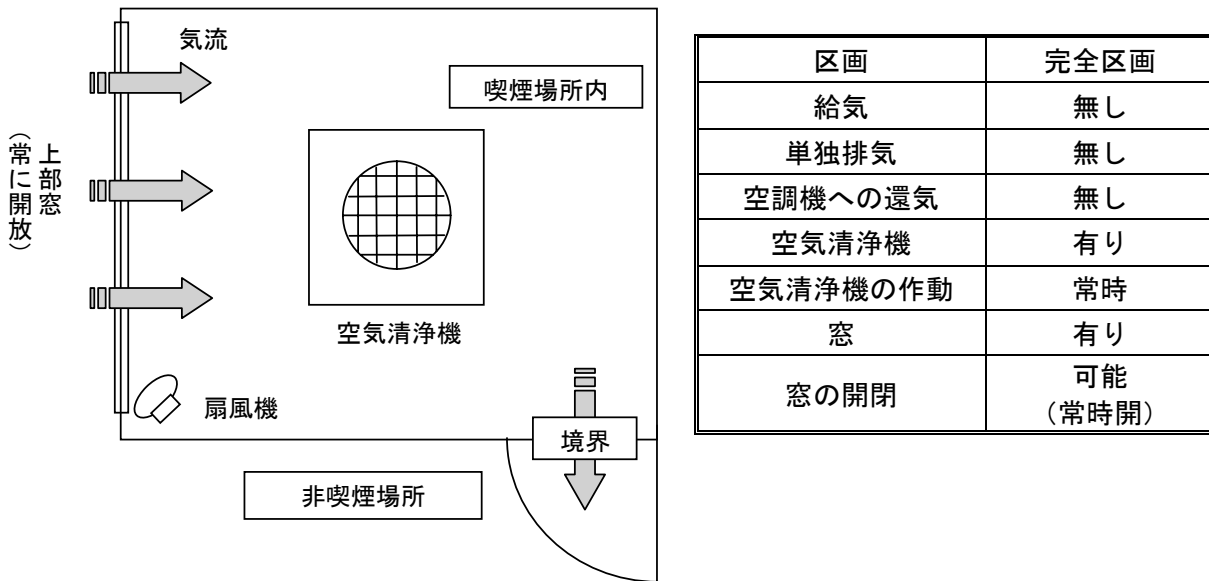 気流
喫煙場所内
上部窓
(常に開放)
空気清浄機
扇風機
境界
非喫煙場所
区画 完全区画
給気 無し
単独排気 無し
空調機への還気 無し
空気清浄機 有り
空気清浄機の作動 常時
窓 有り
窓の開閉 可能
(常時開)